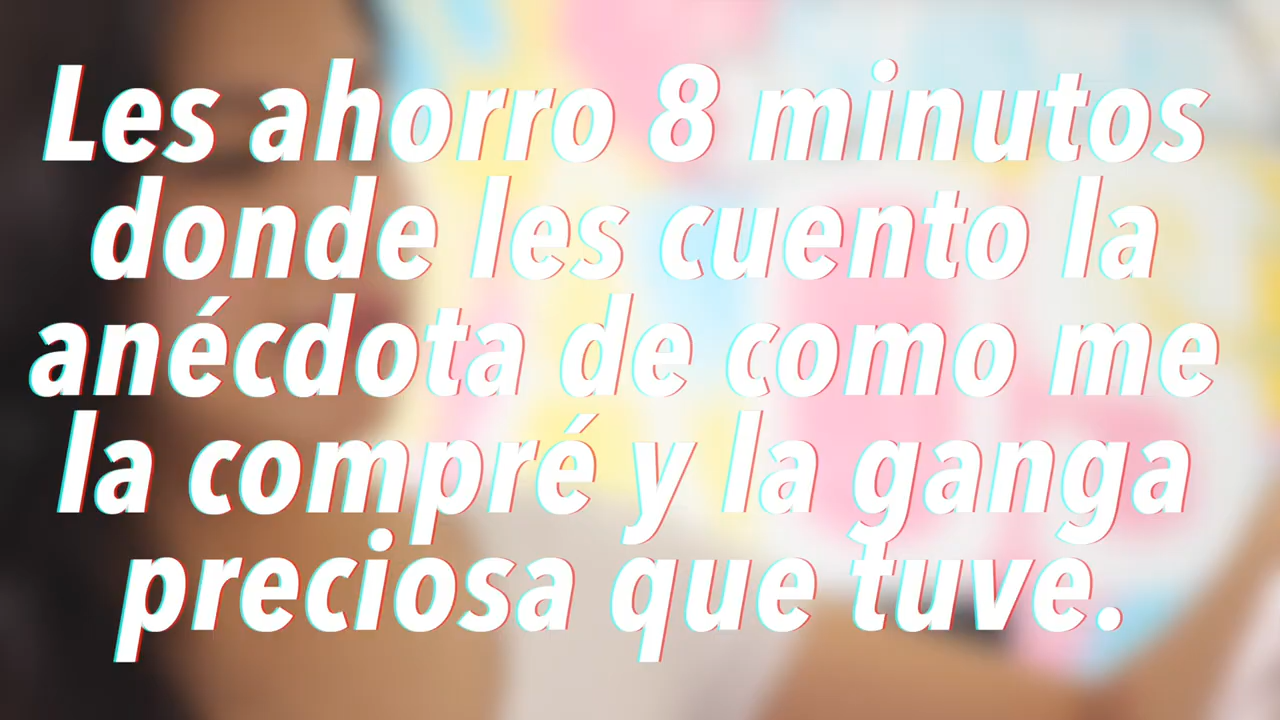 Les ahorro 8 minutos
donde les cuento la
anécdota de como me
la compré y la ganga
preciosa que tuve.